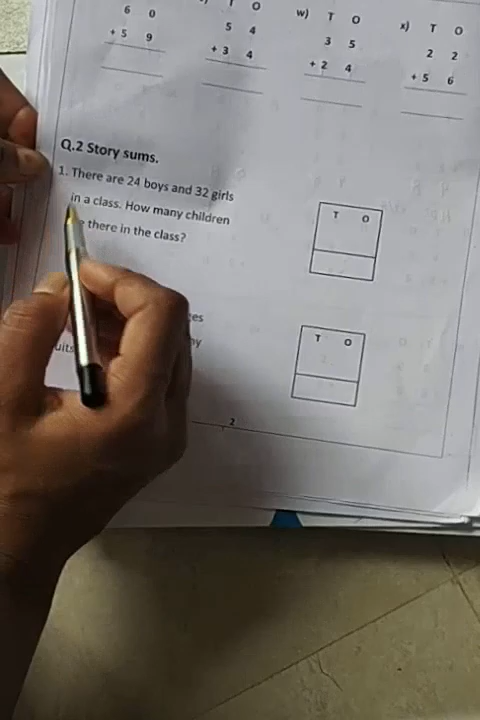 O w) T O x) T O
6 0 5 4 3 5 2 2
+ 5 9 + 3 4 + 2 4 + 5 6
Q.2 Story sums.
1. There are 24 boys and 32 girls
in a class. How many children
there in the class?
T O
T O
2